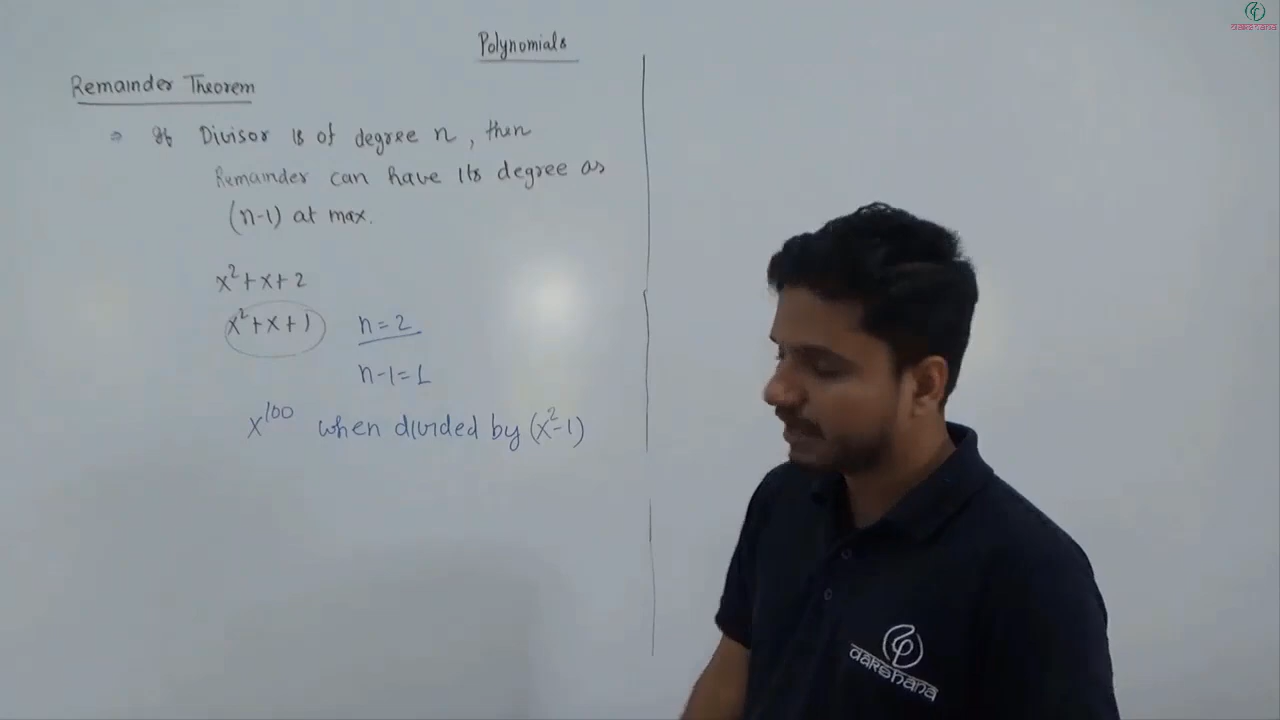 Polynomials
Remainder Theorem
⇒ If Divisor is of degree n, then
Remainder can have its degree as
(n-1) at max.
x²+x+2
x²+x+1 n=2
n-1=1
x¹⁰⁰ when divided by (x²-1)
aarshana